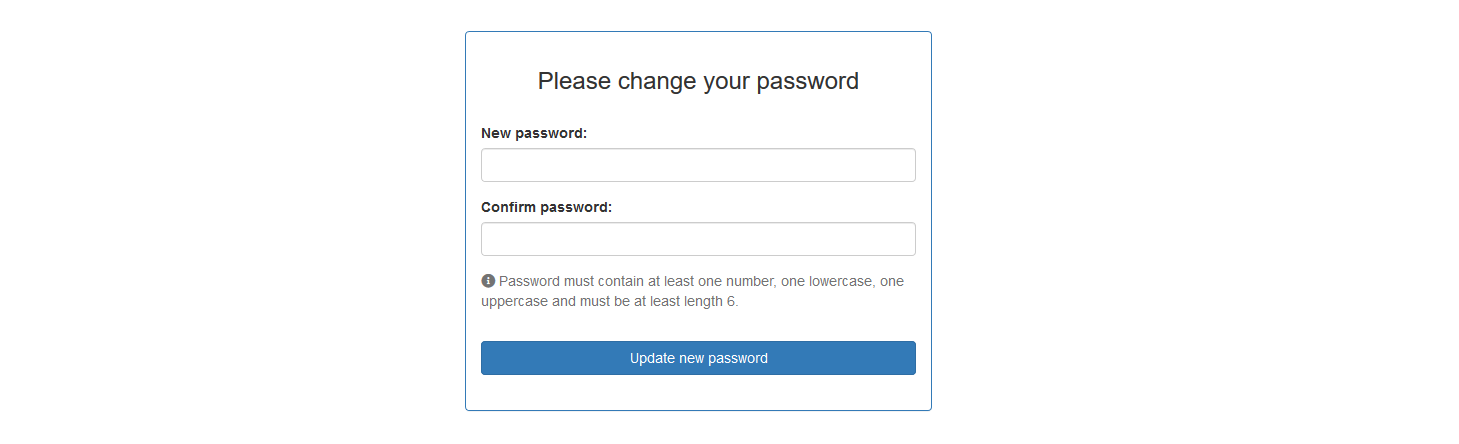 Please change your password
New password:
Confirm password:
Password must contain at least one number, one lowercase, one
uppercase and must be at least length 6.
Update new password